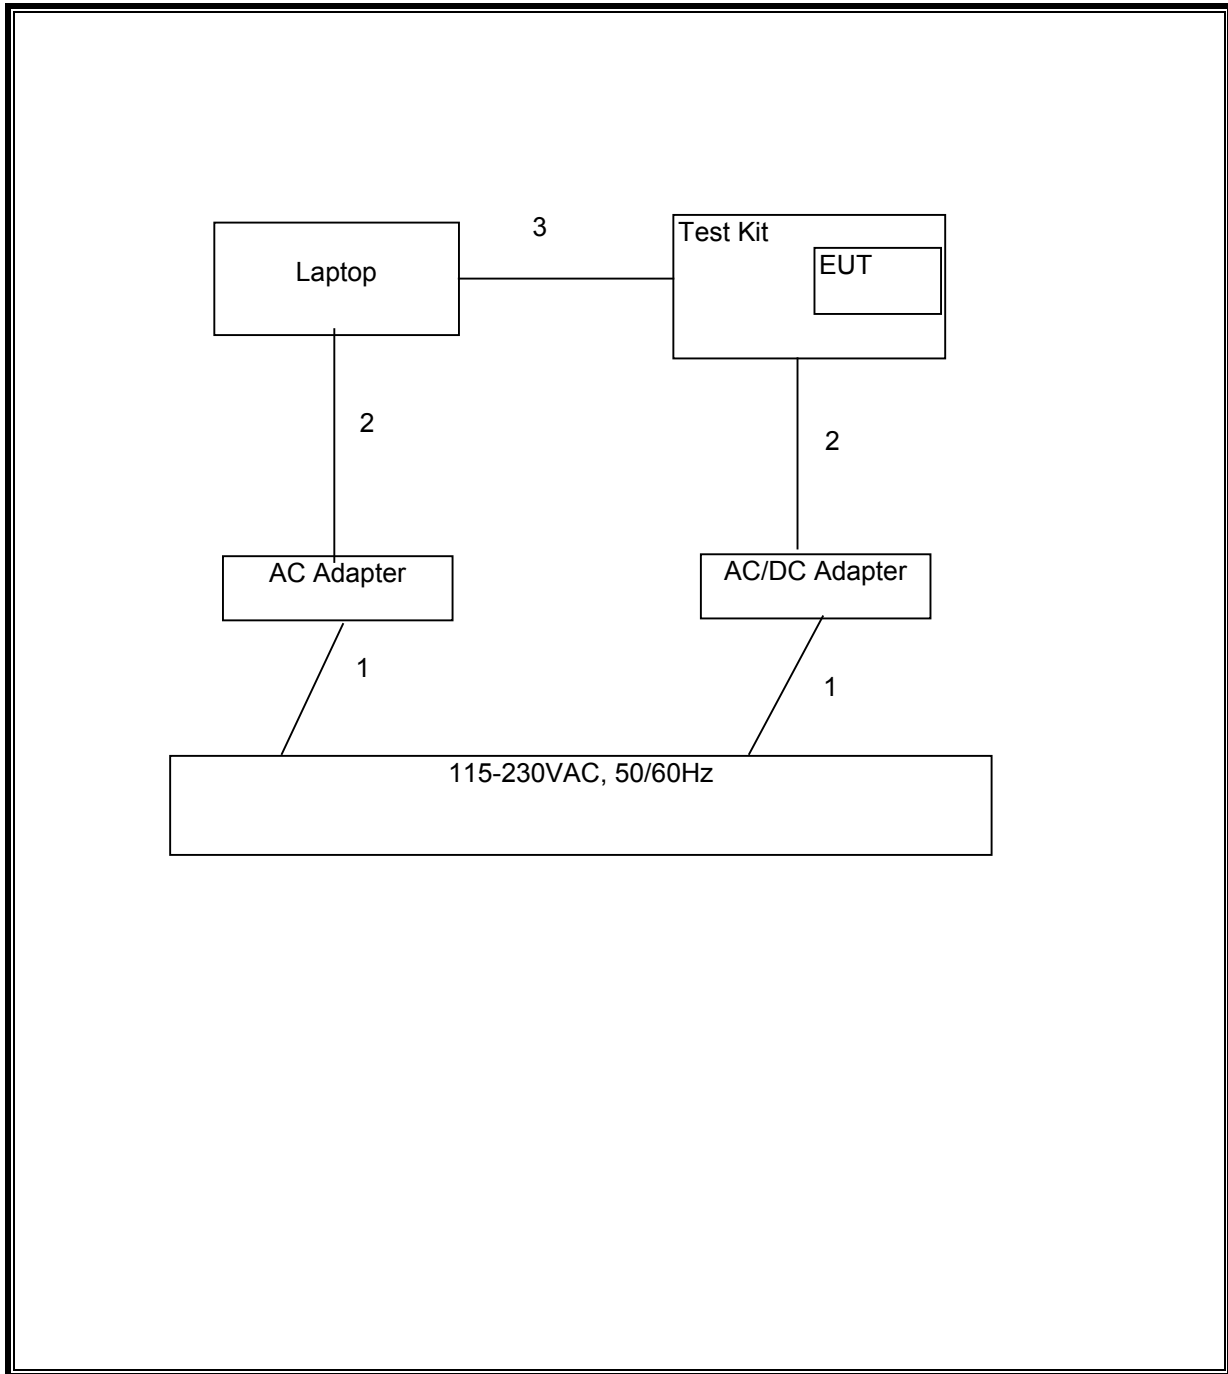 3
Test Kit
EUT
Laptop
2
2
AC Adapter
AC/DC Adapter
1
1
115-230VAC, 50/60Hz